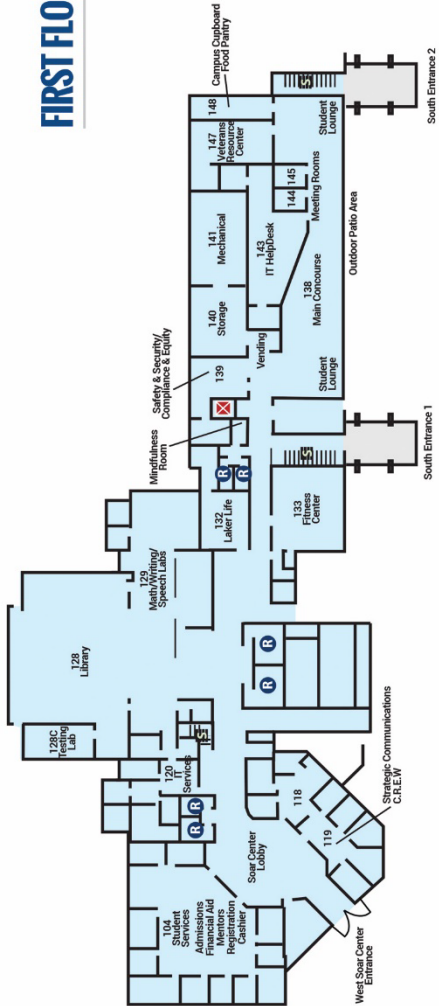 FIRST FLO
Campus Cupboard
Food Pantry
148
147
Veterans
Resource
Center
S
Student
Lounge
South Entrance 2
145
144
Meeting Rooms
141
Mechanical
143
IT HelpDesk
138
Main Concourse
Outdoor Patio Area
140
Storage
Vending
Safety & Security/
Compliance & Equity
139
Student
Lounge
Mindfulness
Room
R
R
S
South Entrance 1
132
Laker Life
133
Fitness
Center
129
Math/Writing/
Speech Labs
128
Library
R
R
128C
Testing
Lab
S
120
IT
Services
R
R
118
119
Strategic Communications
C.R.E.W
Soar Center
Lobby
104
Student
Services
Admissions
Financial Aid
Mentors
Registration
Cashier
West Soar Center
Entrance